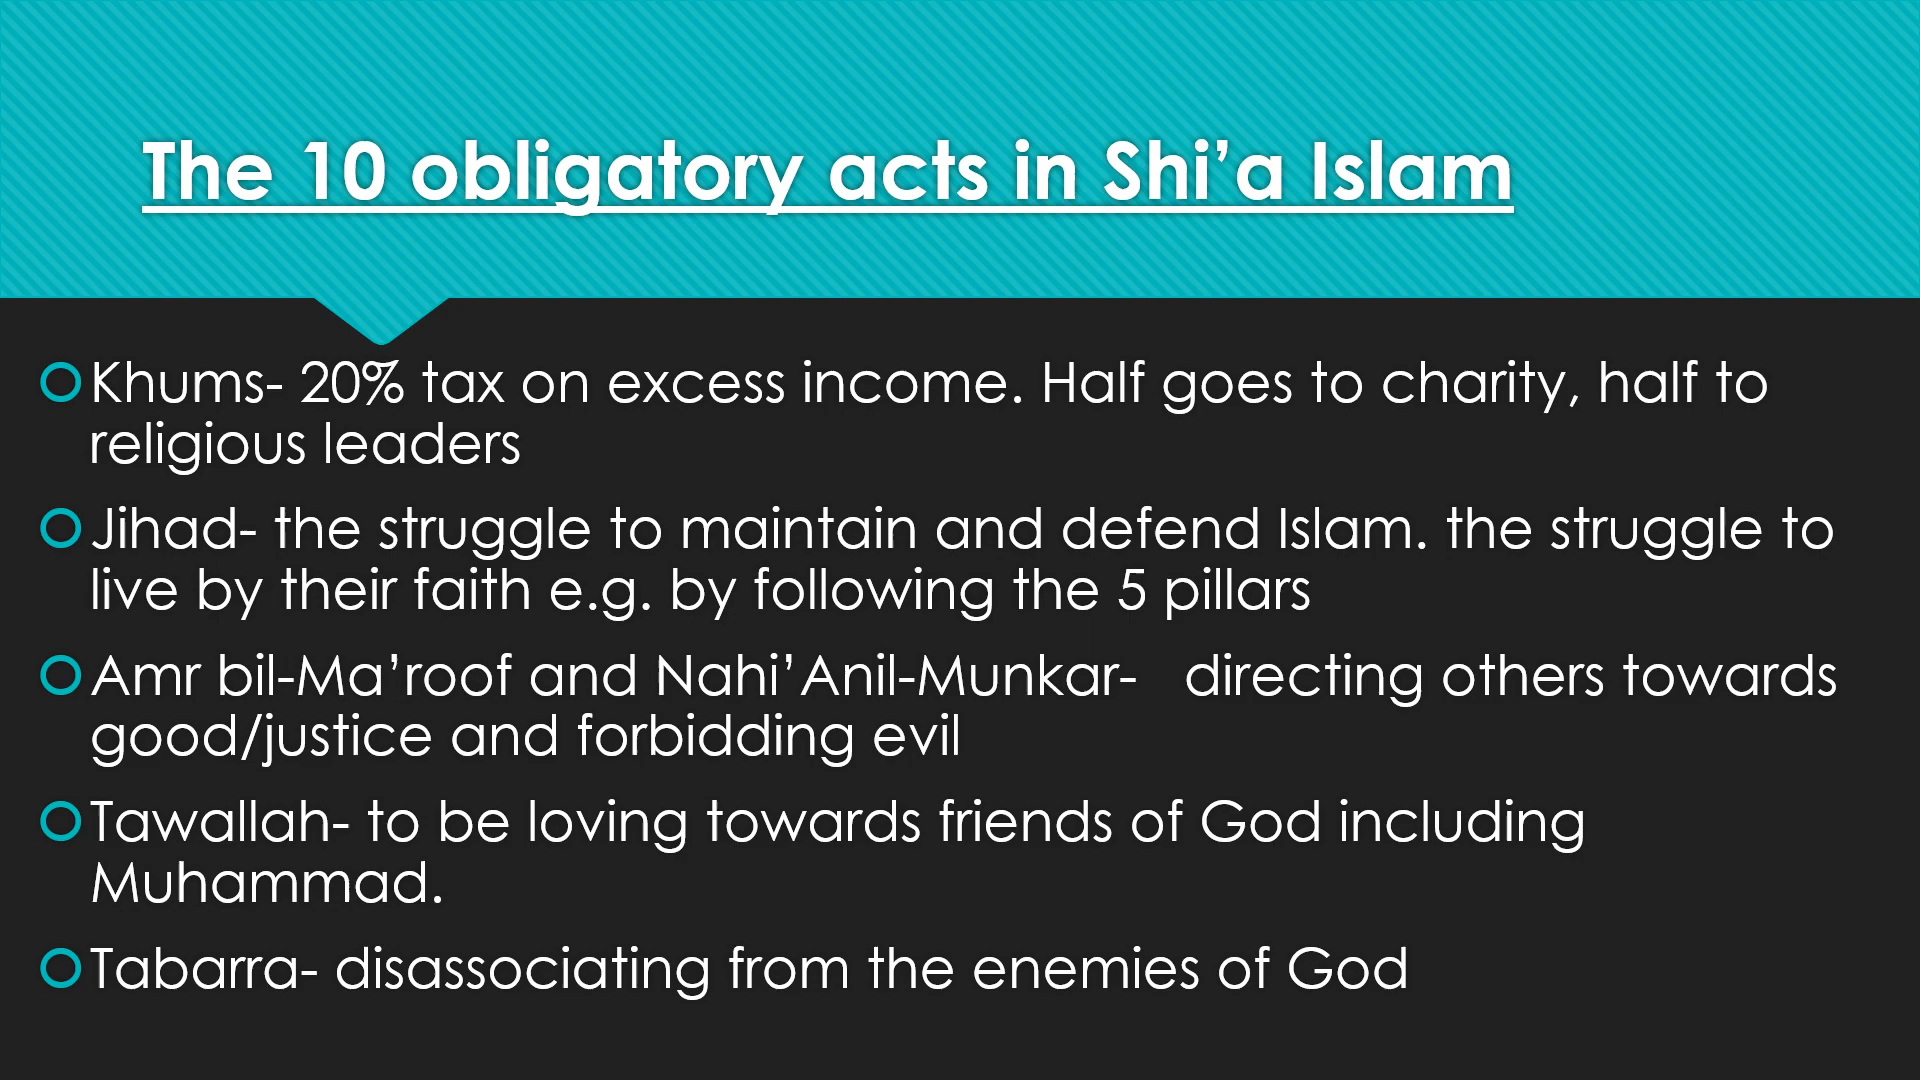 The 10 obligatory acts in Shi’a Islam
Khums- 20% tax on excess income. Half goes to charity, half to
religious leaders
Jihad- the struggle to maintain and defend Islam. the struggle to
live by their faith e.g. by following the 5 pillars
Amr bil-Ma’roof and Nahi’Anil-Munkar-   directing others towards
good/justice and forbidding evil
Tawallah- to be loving towards friends of God including
Muhammad.
Tabarra- disassociating from the enemies of God